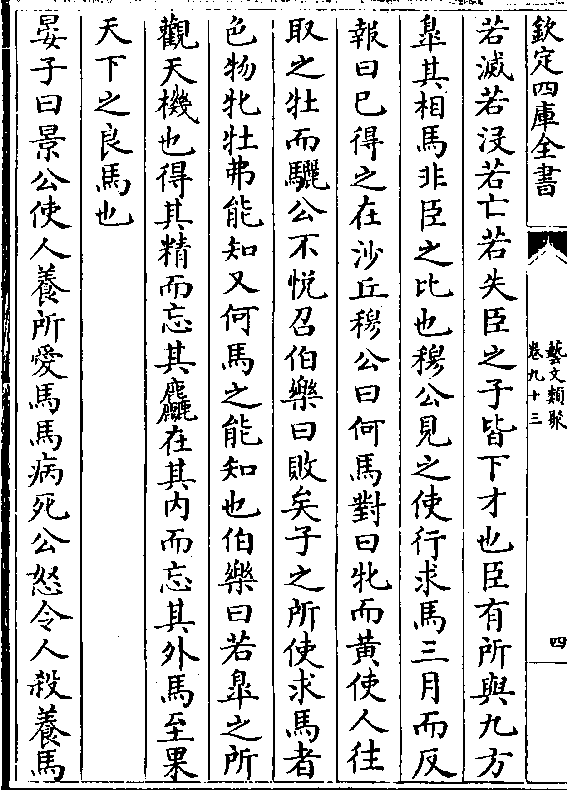 欽定四庫全書
藝文類聚
卷九十三
四
若滅若沒若亡若失臣之子皆下才也臣有所與九方
臯其相馬非臣之比也穆公見之使行求馬三月而反
報曰已得之在沙丘穆公曰何馬對曰牝而黃使人往
取之牡而驪公不悅召伯樂曰敗矣子之所使求馬者
色物牝牡弗能知又何馬之能知也伯樂曰若臯之所
觀天機也得其精而忘其麤在其內而忘其外馬至果
天下之良馬也
晏子曰景公使人養所愛馬馬病死公怒令人殺養馬